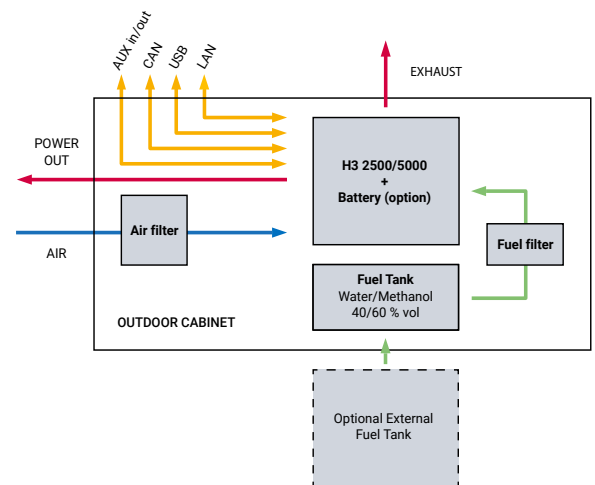 AUX in/out
CAN
USB
LAN
EXHAUST
POWER
OUT
H3 2500/5000
+
Battery (option)
Air filter
AIR
Fuel filter
Fuel Tank
Water/Methanol
40/60 % vol
OUTDOOR CABINET
Optional External
Fuel Tank